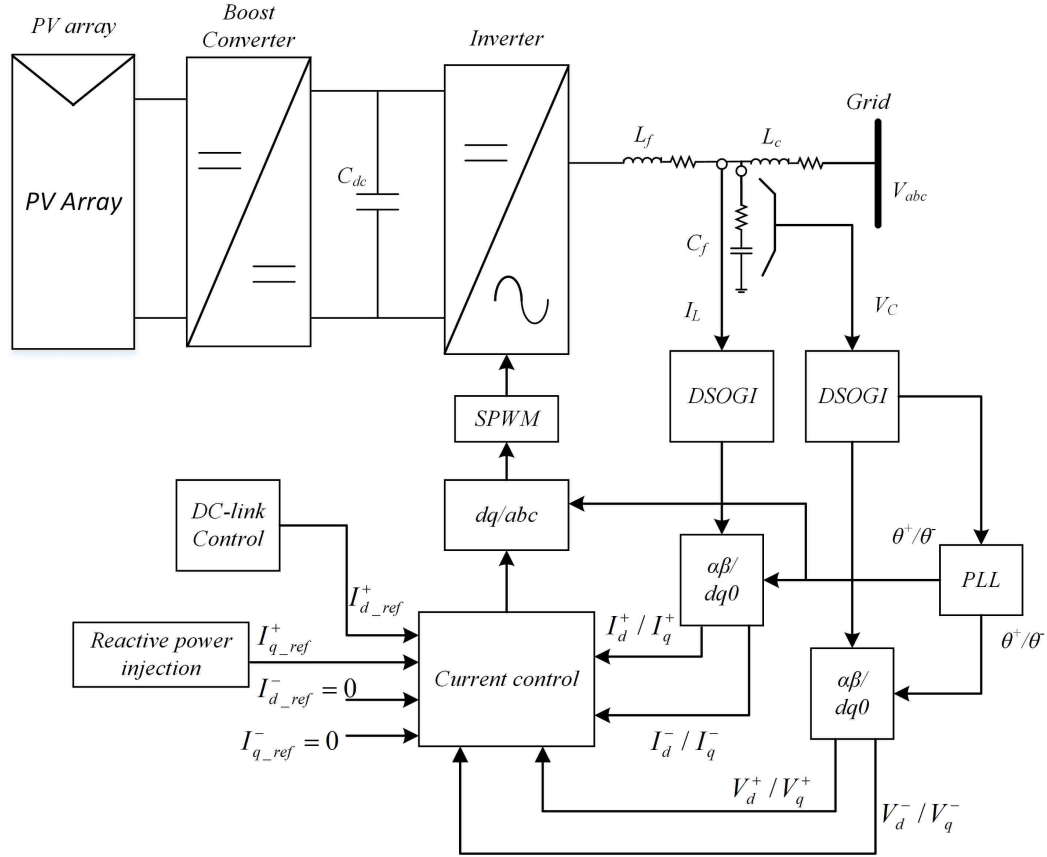 PV array
Boost
Converter
Inverter
Grid
PV Array
C_dc
L_f
L_c
V_abc
C_f
I_L
V_C
DSOGI
DSOGI
SPWM
DC-link
Control
dq/abc
θ⁺/θ⁻
αβ/
dq0
PLL
I⁺_d_ref
Reactive power
injection
I⁺_q_ref
I⁺_d / I⁺_q
θ⁺/θ⁻
Current control
I⁻_d_ref = 0
αβ/
dq0
I⁻_q_ref = 0
I⁻_d / I⁻_q
V⁺_d / V⁺_q
V⁻_d / V⁻_q